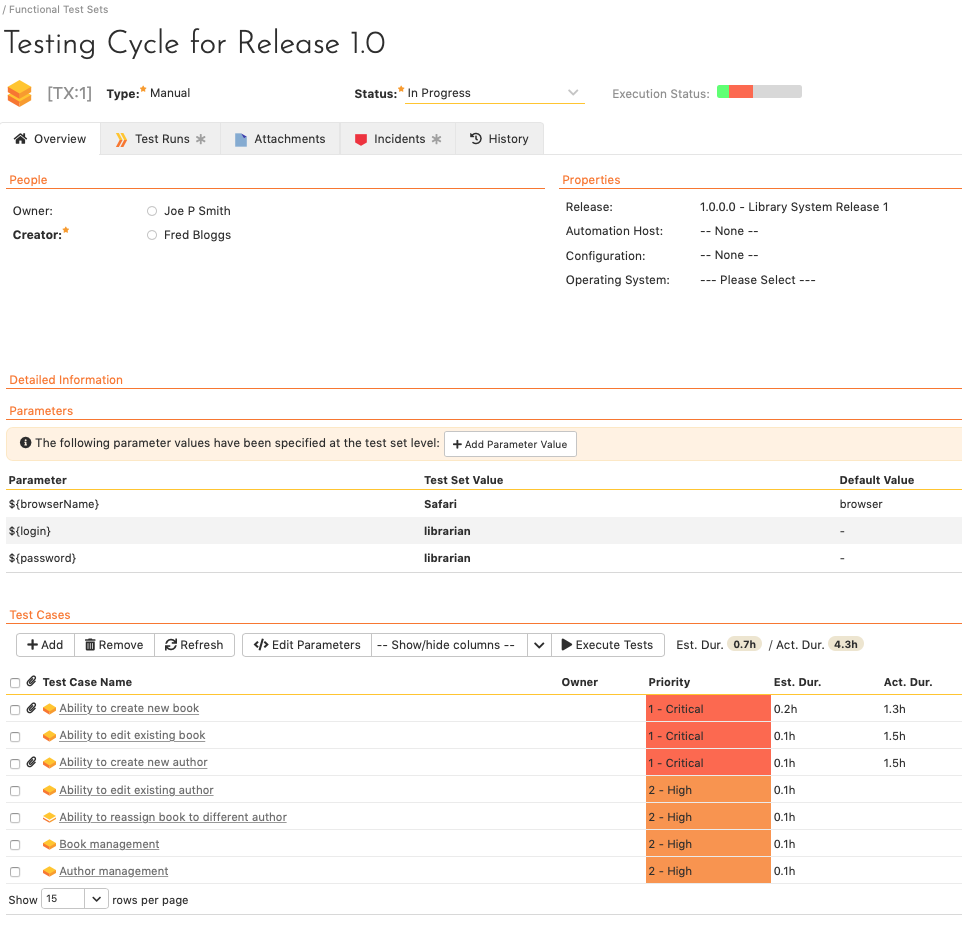 / Functional Test Sets
Testing Cycle for Release 1.0
[TX:1] Type:* Manual Status:* In Progress Execution Status:
Overview Test Runs * Attachments Incidents * History
People Properties
Owner: Joe P Smith Release: 1.0.0.0 - Library System Release 1
Creator:* Fred Bloggs Automation Host: -- None --
Configuration: -- None --
Operating System: --- Please Select ---
Detailed Information
Parameters
The following parameter values have been specified at the test set level: + Add Parameter Value
Parameter Test Set Value Default Value
${browserName} Safari browser
${login} librarian -
${password} librarian -
Test Cases
+ Add Remove Refresh </> Edit Parameters -- Show/hide columns -- Execute Tests Est. Dur. 0.7h / Act. Dur. 4.3h
Test Case Name Owner Priority Est. Dur. Act. Dur.
Ability to create new book 1 - Critical 0.2h 1.3h
Ability to edit existing book 1 - Critical 0.1h 1.5h
Ability to create new author 1 - Critical 0.1h 1.5h
Ability to edit existing author 2 - High 0.1h
Ability to reassign book to different author 2 - High 0.1h
Book management 2 - High 0.1h
Author management 2 - High 0.1h
Show 15 rows per page